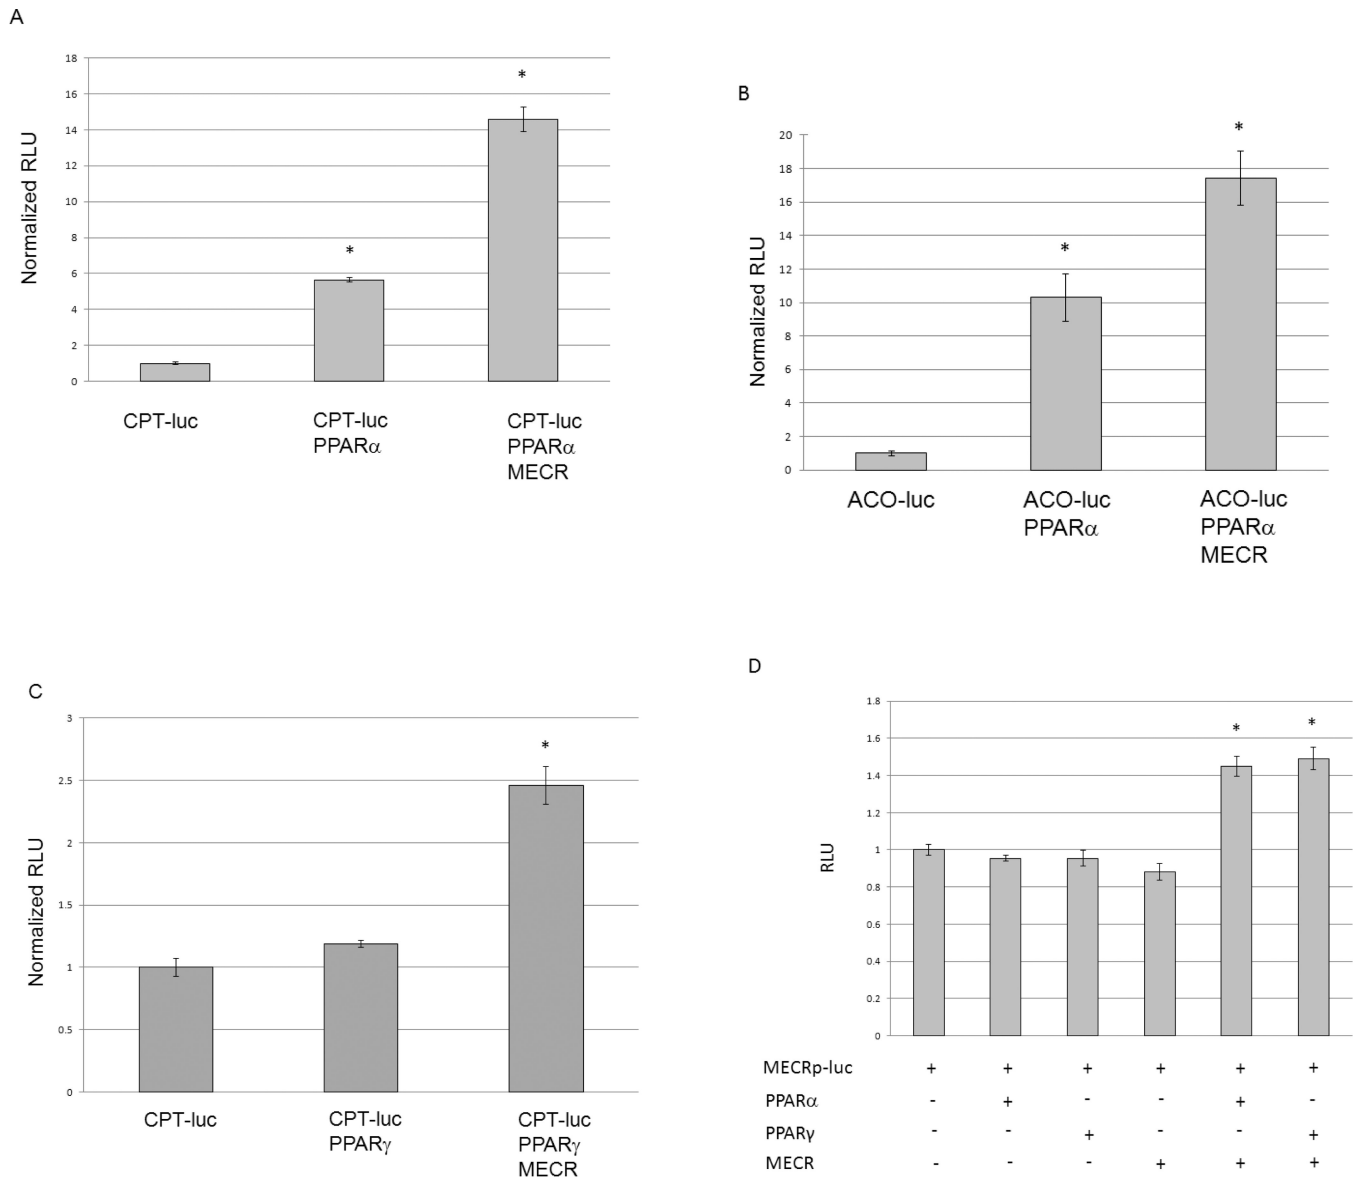 A
18
16
14
12
10
8
6
4
2
0
Normalized RLU
*
*
CPT-luc
CPT-luc
PPARα
CPT-luc
PPARα
MECR
B
20
18
16
14
12
10
8
6
4
2
0
Normalized RLU
*
*
ACO-luc
ACO-luc
PPARα
ACO-luc
PPARα
MECR
C
3
2.5
2
1.5
1
0.5
0
Normalized RLU
*
CPT-luc
CPT-luc
PPARγ
CPT-luc
PPARγ
MECR
D
1.8
1.6
1.4
1.2
1
0.8
0.6
0.4
0.2
0
RLU
* *
MECRp-luc + + + + + +
PPARα - + - - + -
PPARγ - - + - - +
MECR - - - + + +